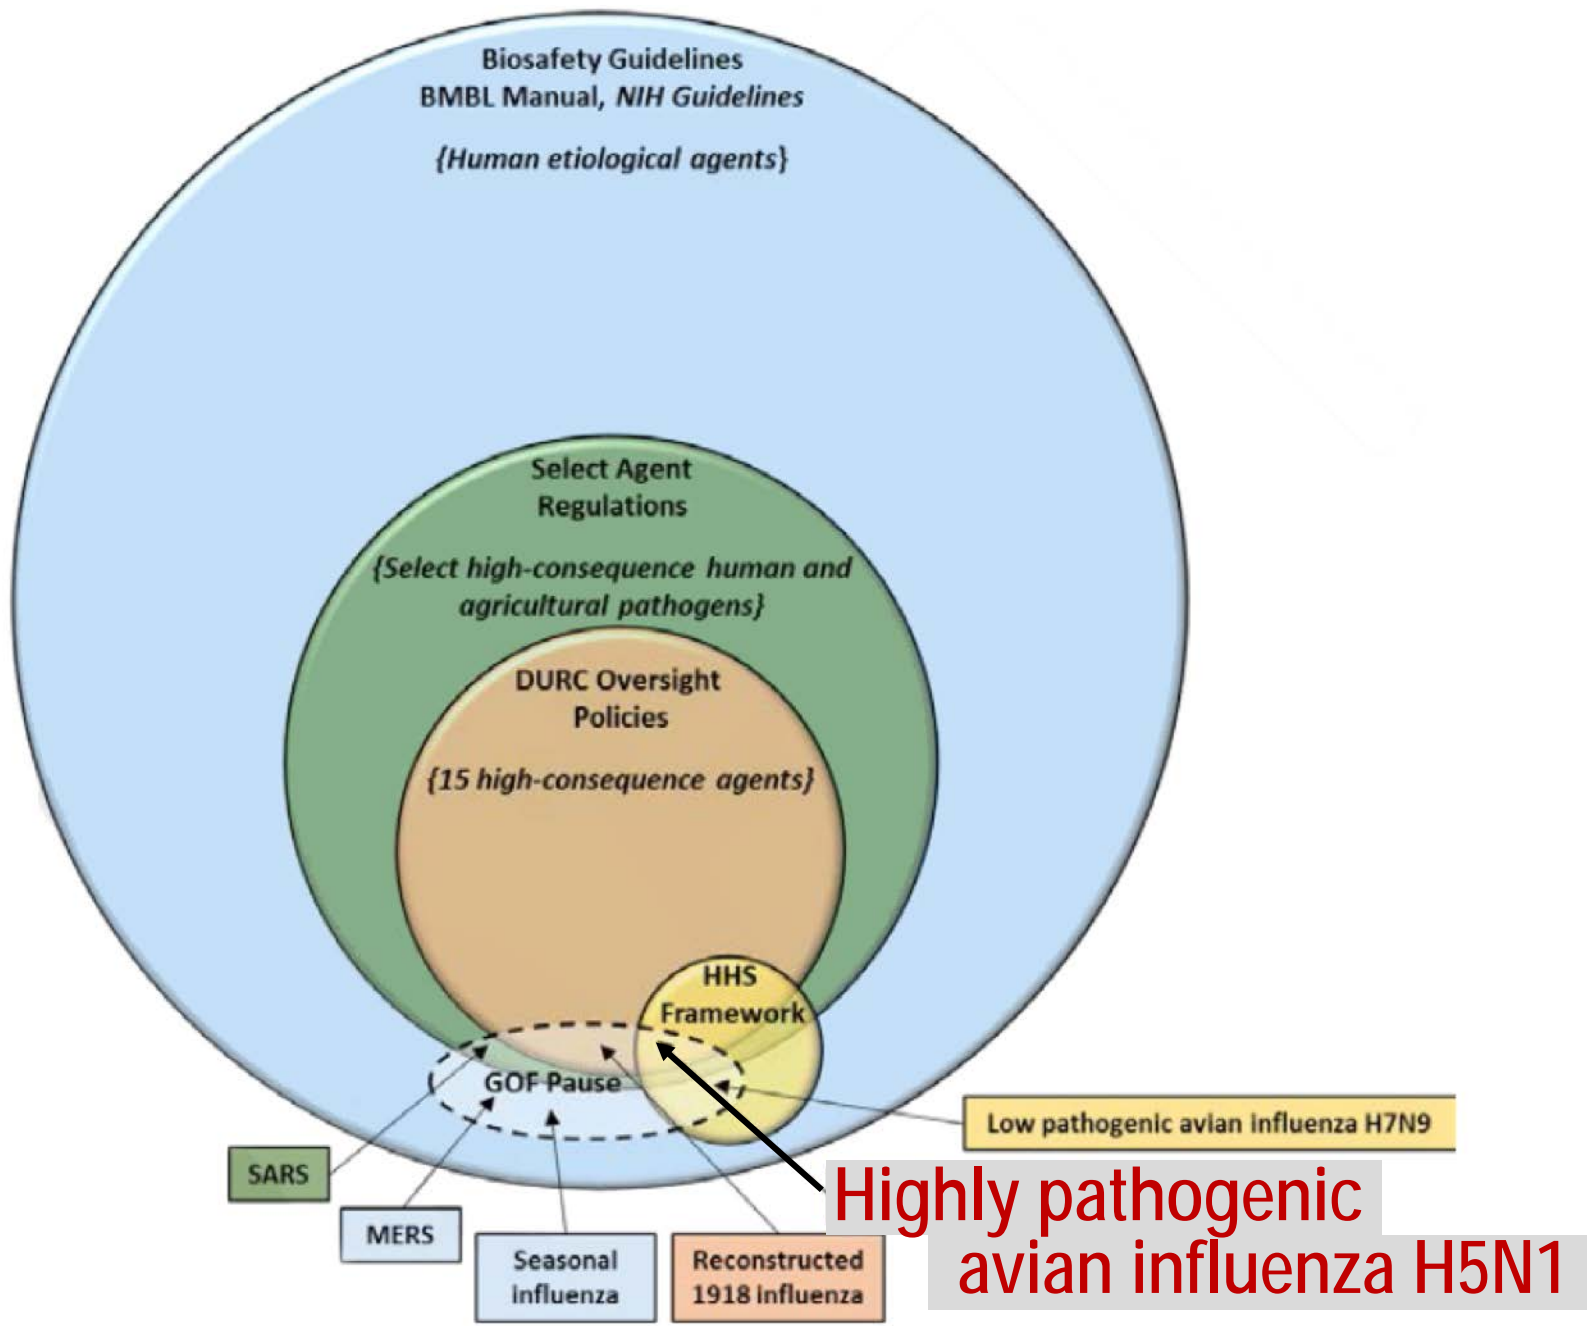 Biosafety Guidelines
BMBL Manual, NIH Guidelines
{Human etiological agents}
Select Agent
Regulations
{Select high-consequence human and
agricultural pathogens}
DURC Oversight
Policies
{15 high-consequence agents}
HHS
Framework
GOF Pause
Low pathogenic avian influenza H7N9
SARS
Highly pathogenic
avian influenza H5N1
MERS
Seasonal
influenza
Reconstructed
1918 influenza